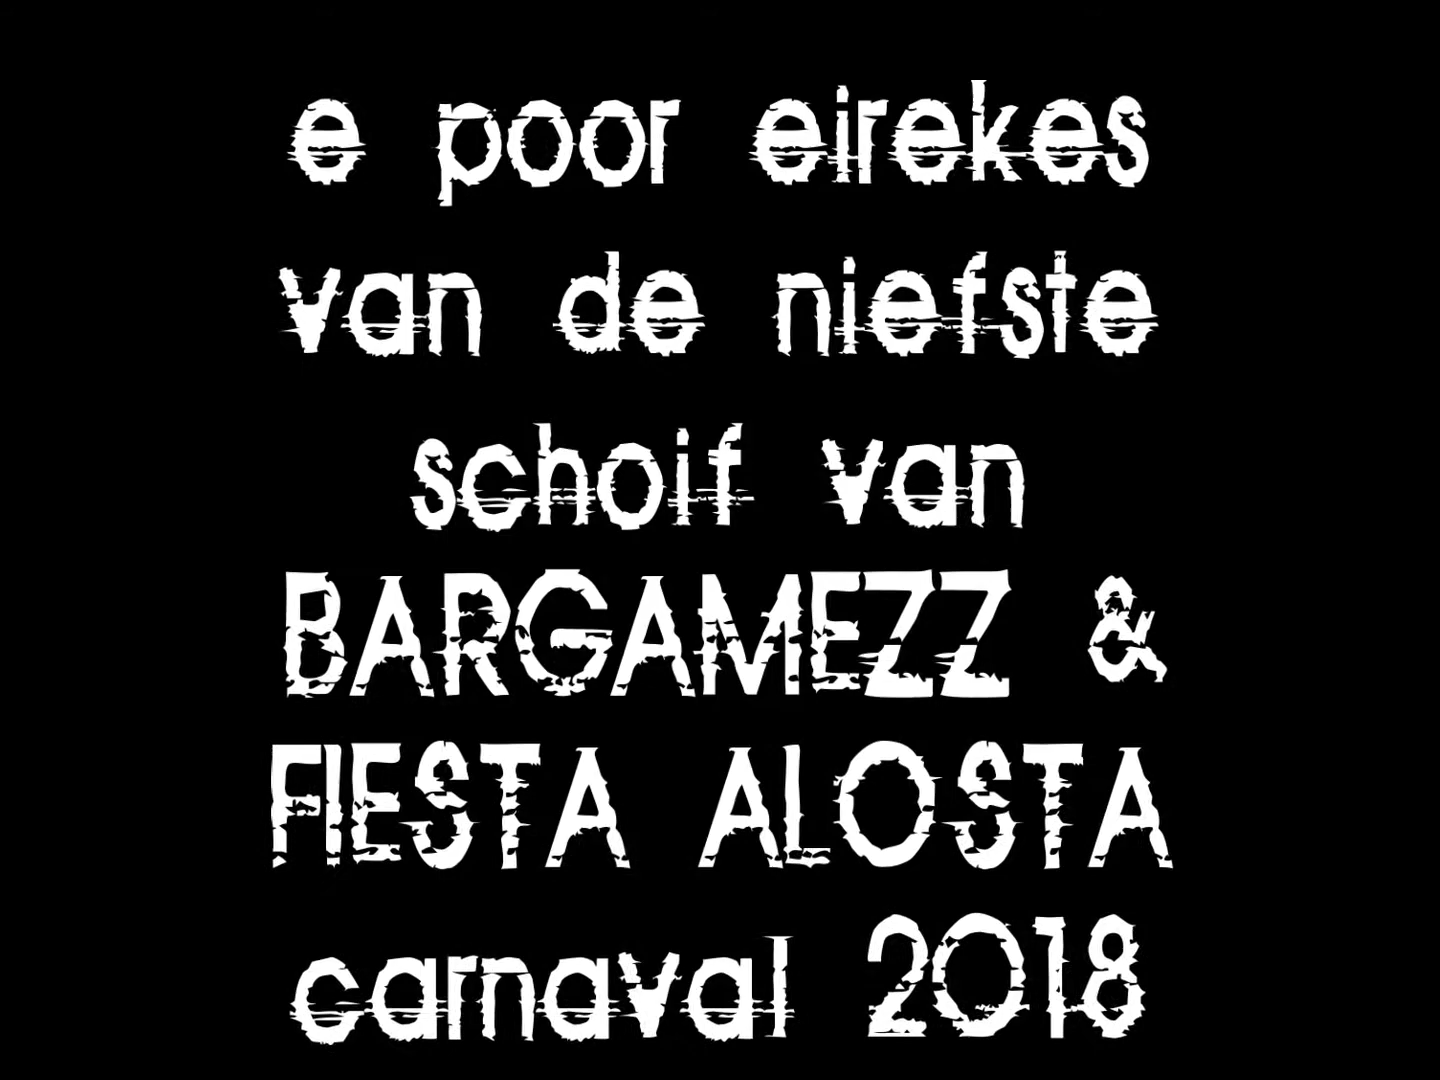 e poor eirekes
van de niefste
schoif van
BARGAMEZZ &
FIESTA ALOSTA
carnaval 2018